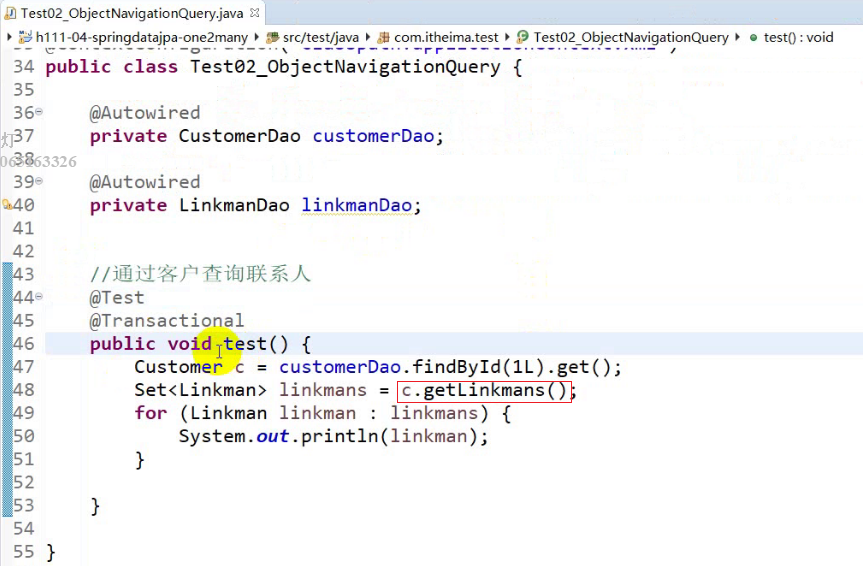 Test02_ObjectNavigationQuery.java
h111-04-springdatajpa-one2many src/test/java com.itheima.test Test02_ObjectNavigationQuery test() : void
34 public class Test02_ObjectNavigationQuery {
35
36 @Autowired
37 private CustomerDao customerDao;
38
39 @Autowired
40 private LinkmanDao linkmanDao;
41
42
43 //通过客户查询联系人
44 @Test
45 @Transactional
46 public void test() {
47 Customer c = customerDao.findById(1L).get();
48 Set<Linkman> linkmans = c.getLinkmans();
49 for (Linkman linkman : linkmans) {
50 System.out.println(linkman);
51 }
52
53 }
54
55 }